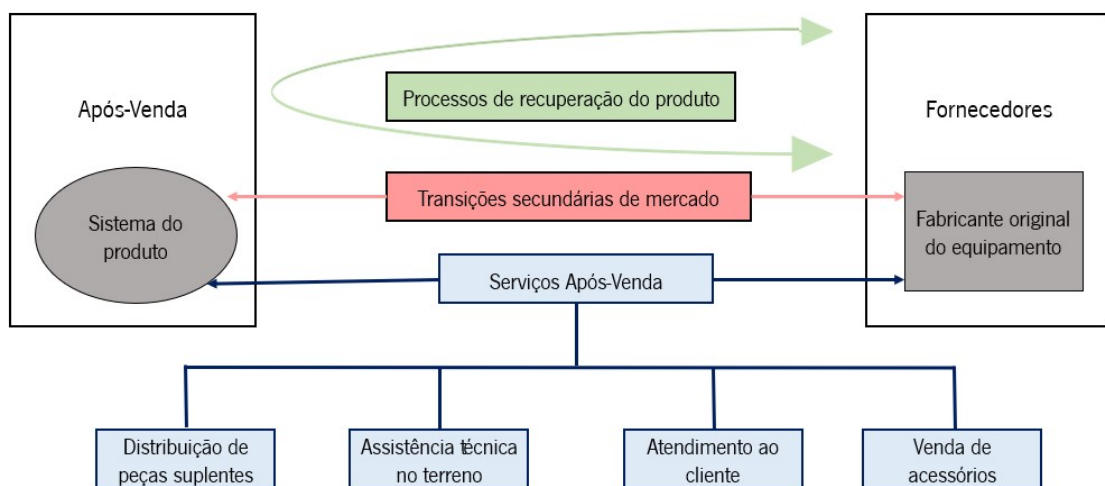 Processos de recuperação do produto
Após-Venda
Fornecedores
Transições secundárias de mercado
Sistema do
produto
Fabricante original
do equipamento
Serviços Após-Venda
Distribuição de
peças suplentes
Assistência técnica
no terreno
Atendimento ao
cliente
Venda de
acessórios